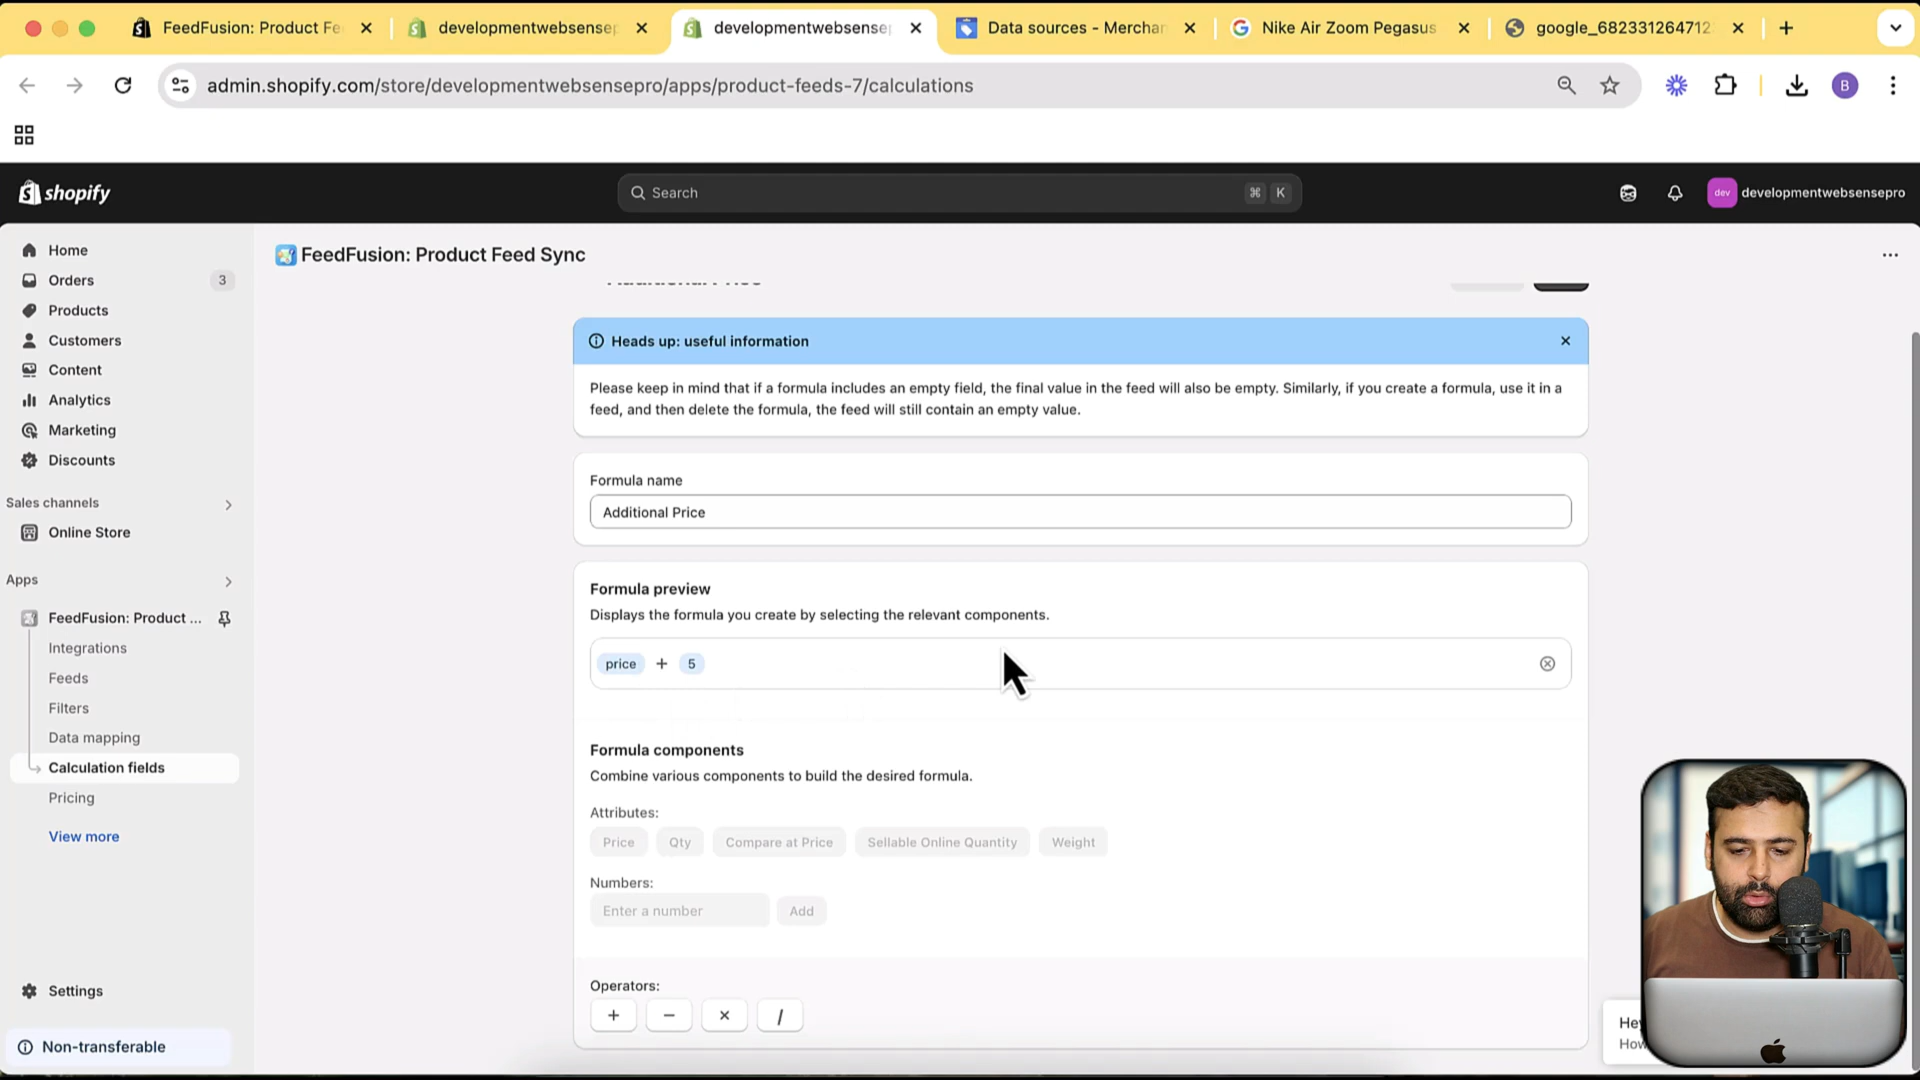 FeedFusion: Product Fe
developmentwebsensep
developmentwebsense
Data sources - Merchan
Nike Air Zoom Pegasus
google_68233126471
admin.shopify.com/store/developmentwebsensepro/apps/product-feeds-7/calculations
B
shopify
Search
⌘ K
dev
developmentwebsensepro
Home
Orders
3
Products
Customers
Content
Analytics
Marketing
Discounts
Sales channels
Online Store
Apps
FeedFusion: Product ...
Integrations
Feeds
Filters
Data mapping
Calculation fields
Pricing
View more
Settings
Non-transferable
FeedFusion: Product Feed Sync
Additional Price
Heads up: useful information
Please keep in mind that if a formula includes an empty field, the final value in the feed will also be empty. Similarly, if you create a formula, use it in a
feed, and then delete the formula, the feed will still contain an empty value.
Formula name
Additional Price
Formula preview
Displays the formula you create by selecting the relevant components.
price + 5
Formula components
Combine various components to build the desired formula.
Attributes:
Price Qty Compare at Price Sellable Online Quantity Weight
Numbers:
Enter a number Add
Operators:
+ − × /
Hey
How